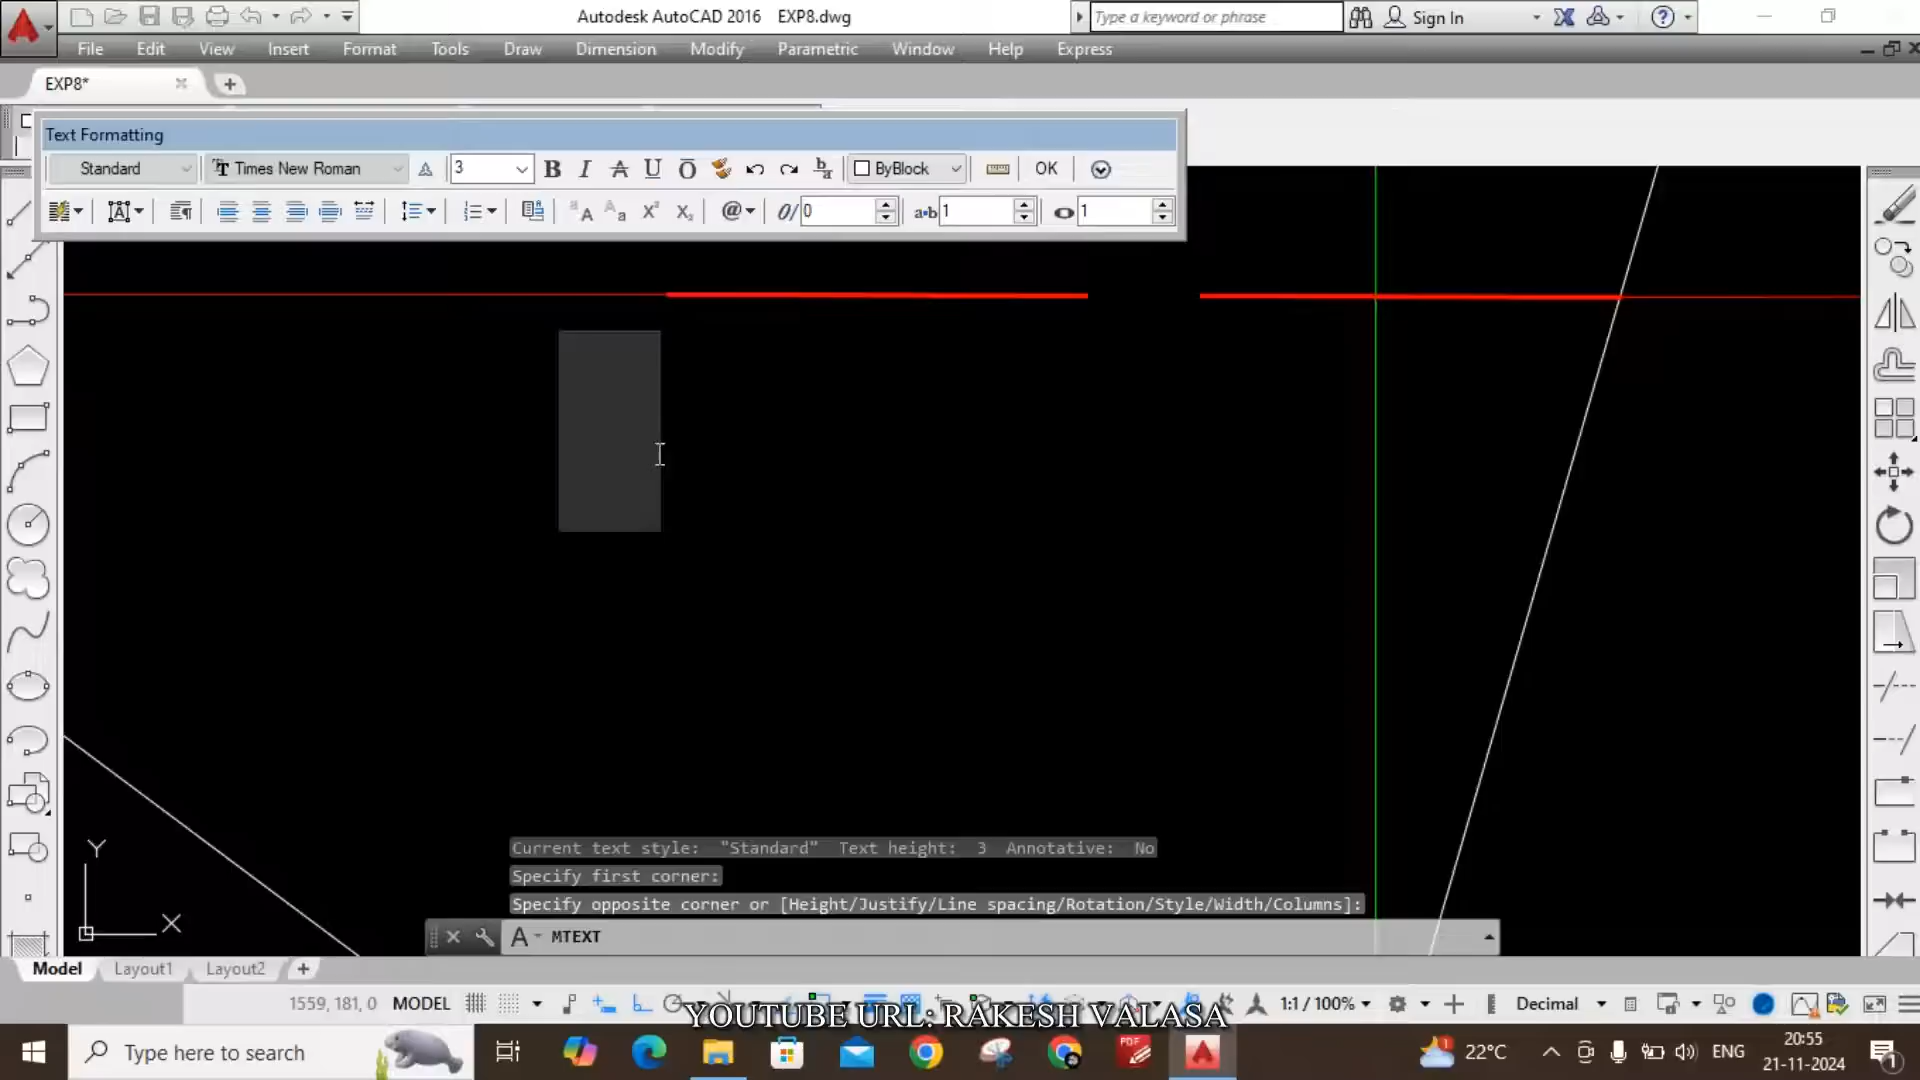 Autodesk AutoCAD 2016 EXP8.dwg
Type a keyword or phrase
Sign In
File Edit View Insert Format Tools Draw Dimension Modify Parametric Window Help Express
EXP8*
Text Formatting
Standard Times New Roman 3 B I A U O ByBlock OK
@ 0/ 0 a•b 1 1
Current text style: "Standard" Text height: 3 Annotative: No
Specify first corner:
Specify opposite corner or [Height/Justify/Line spacing/Rotation/Style/Width/Columns]:
A MTEXT
Y
X
Model Layout1 Layout2 +
1559, 181, 0 MODEL 1:1 / 100% Decimal
YOUTUBE URL: RAKESH VALASA
Type here to search
PDF
22°C
ENG
20:55
21-11-2024
1